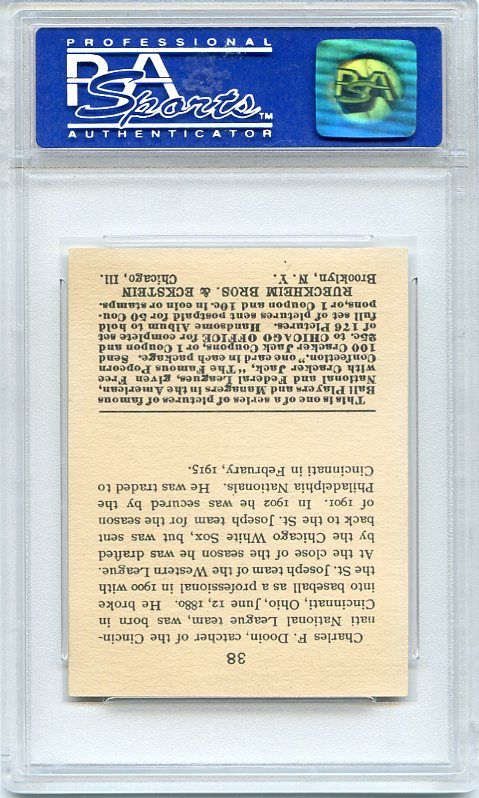 PROFESSIONAL
PSA
Sports™
AUTHENTICATOR
PSA
38
Charles F. Dooin, catcher of the Cincin-
nati National League team, was born in
Cincinnati, Ohio, June 12, 1880. He broke
into baseball as a professional in 1900 with
the St. Joseph team of the Western League.
At the close of the season he was drafted
by the Chicago White Sox, but was sent
back to the St. Joseph team for the season
of 1901. In 1902 he was secured by the
Philadelphia Nationals. He was traded to
Cincinnati in February, 1915.
This is one of a series of pictures of famous
Ball Players and Managers in the American,
National and Federal Leagues, given Free
with Cracker Jack, "The Famous Popcorn
Confection," one card in each package. Send
100 Cracker Jack Coupons, or 1 Coupon and
25c to CHICAGO OFFICE for complete set
of 176 Pictures. Handsome Album to hold
full set of pictures sent postpaid for 50 Cou-
pons, or 1 Coupon and 10c. in coin or stamps.
RUECKHEIM BROS. & ECKSTEIN
Brooklyn, N. Y. Chicago, Ill.